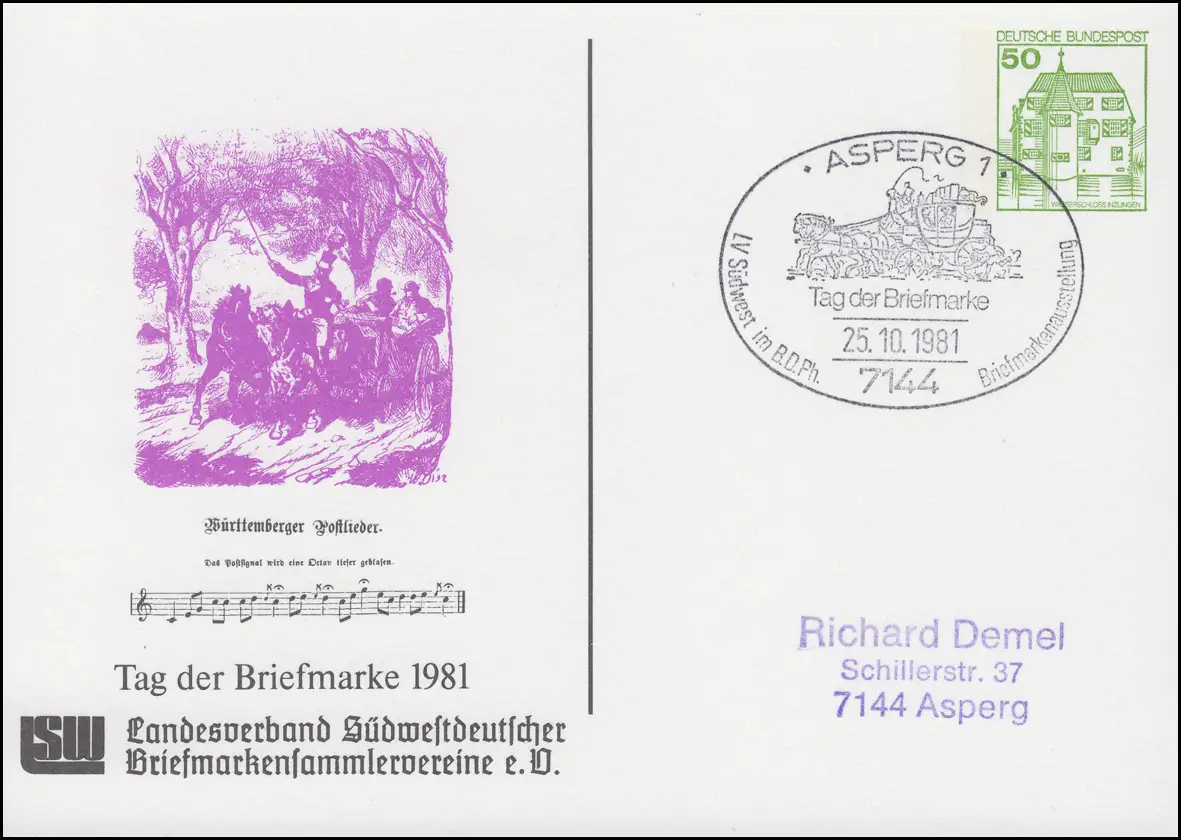 DEUTSCHE BUNDESPOST
50
WASSERSCHLOSS INZLINGEN
· ASPERG 1 ·
LV Südwest im B.D.Ph.
Briefmarkenausstellung
Tag der Briefmarke
25.10.1981
7144
Württemberger Postlieder.
Das Postsignal wird eine Octav tiefer geblasen.
Tag der Briefmarke 1981
LSW
Landesverband Südwestdeutscher
Briefmarkensammlervereine e.V.
Richard Demel
Schillerstr. 37
7144 Asperg